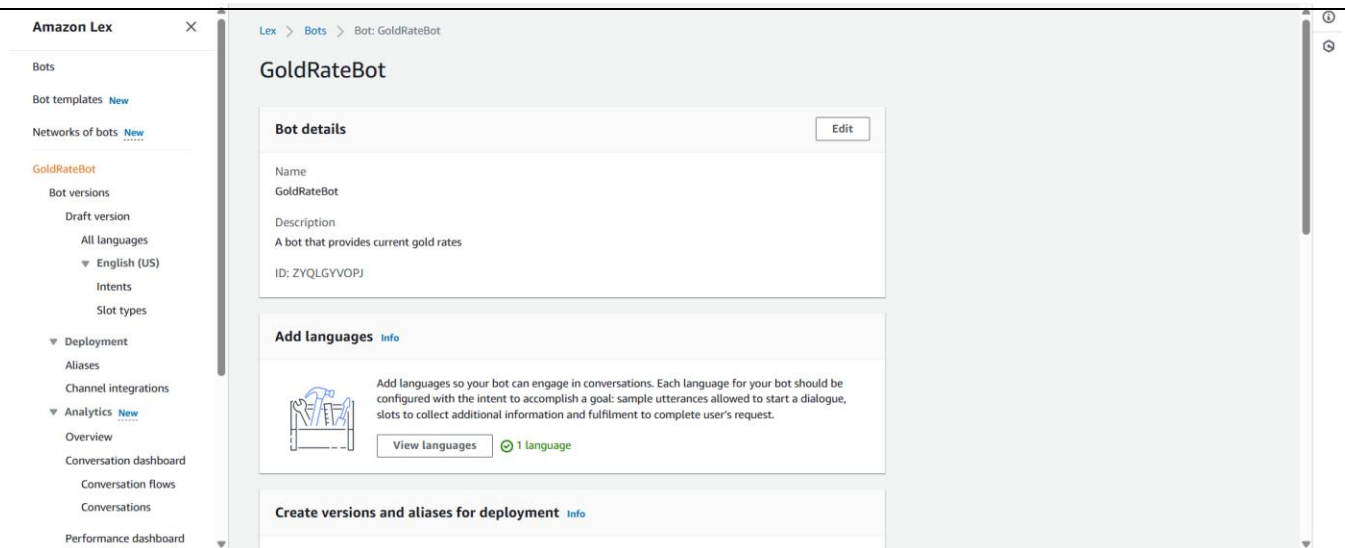 Amazon Lex
Bots
Bot templates New
Networks of bots New
GoldRateBot
Bot versions
Draft version
All languages
English (US)
Intents
Slot types
Deployment
Aliases
Channel integrations
Analytics New
Overview
Conversation dashboard
Conversation flows
Conversations
Performance dashboard
Lex > Bots > Bot: GoldRateBot
GoldRateBot
Bot details
Edit
Name
GoldRateBot
Description
A bot that provides current gold rates
ID: ZYQLGYVOPJ
Add languages Info
Add languages so your bot can engage in conversations. Each language for your bot should be
configured with the intent to accomplish a goal: sample utterances allowed to start a dialogue,
slots to collect additional information and fulfilment to complete user's request.
View languages 1 language
Create versions and aliases for deployment Info